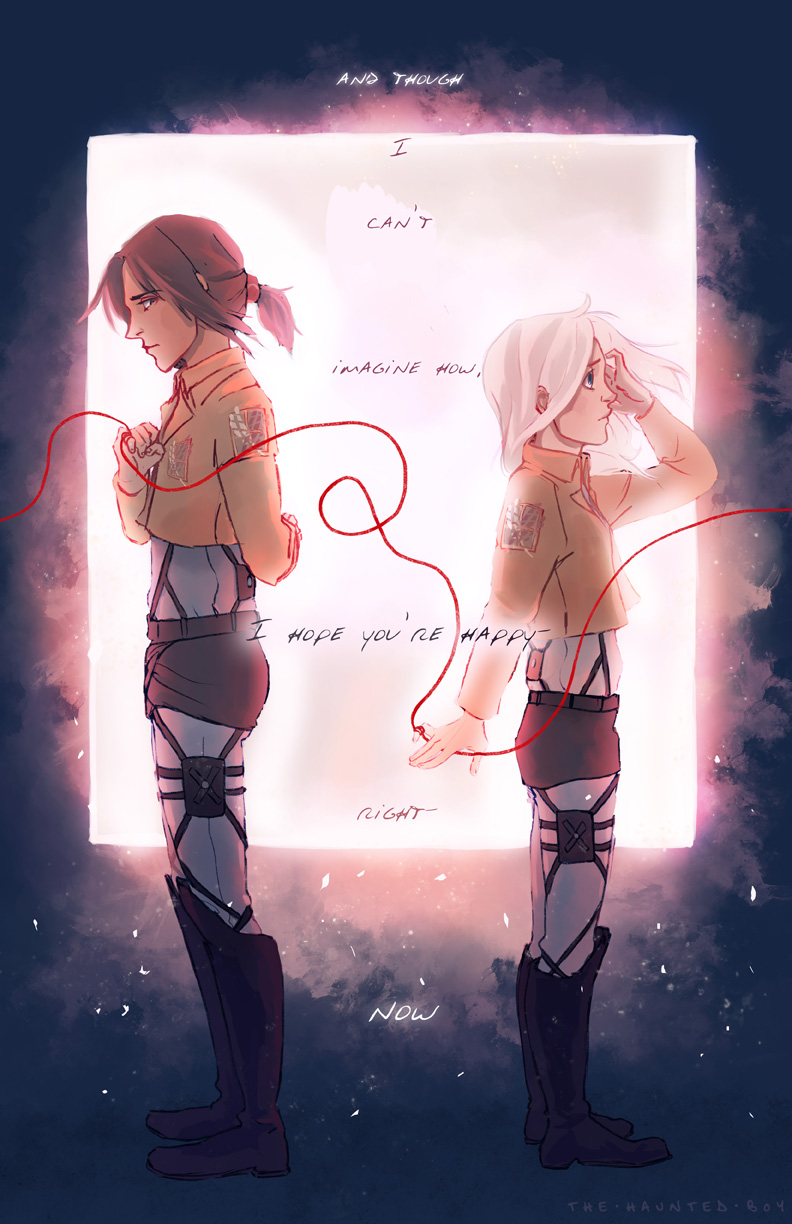 AND THOUGH
I
CAN'T
iMAGiNE HOW,
I HOPE YOU'RE HAPPY
RiGHT
NOW
THE·HAUNTED·BOY